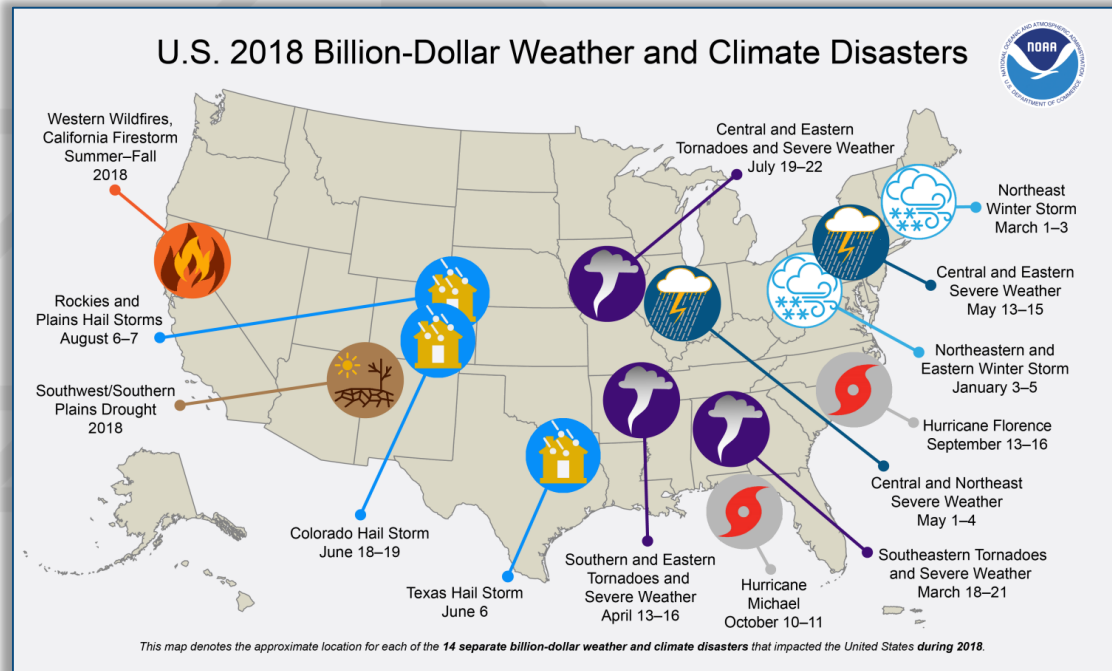 U.S. 2018 Billion-Dollar Weather and Climate Disasters
NATIONAL OCEANIC AND ATMOSPHERIC ADMINISTRATION
NOAA
U.S. DEPARTMENT OF COMMERCE
Western Wildfires,
California Firestorm
Summer–Fall
2018
Central and Eastern
Tornadoes and Severe Weather
July 19–22
Northeast
Winter Storm
March 1–3
Central and Eastern
Severe Weather
May 13–15
Rockies and
Plains Hail Storms
August 6–7
Northeastern and
Eastern Winter Storm
January 3–5
Southwest/Southern
Plains Drought
2018
Hurricane Florence
September 13–16
Central and Northeast
Severe Weather
May 1–4
Colorado Hail Storm
June 18–19
Texas Hail Storm
June 6
Southern and Eastern
Tornadoes and
Severe Weather
April 13–16
Hurricane
Michael
October 10–11
Southeastern Tornadoes
and Severe Weather
March 18–21
This map denotes the approximate location for each of the 14 separate billion-dollar weather and climate disasters that impacted the United States during 2018.